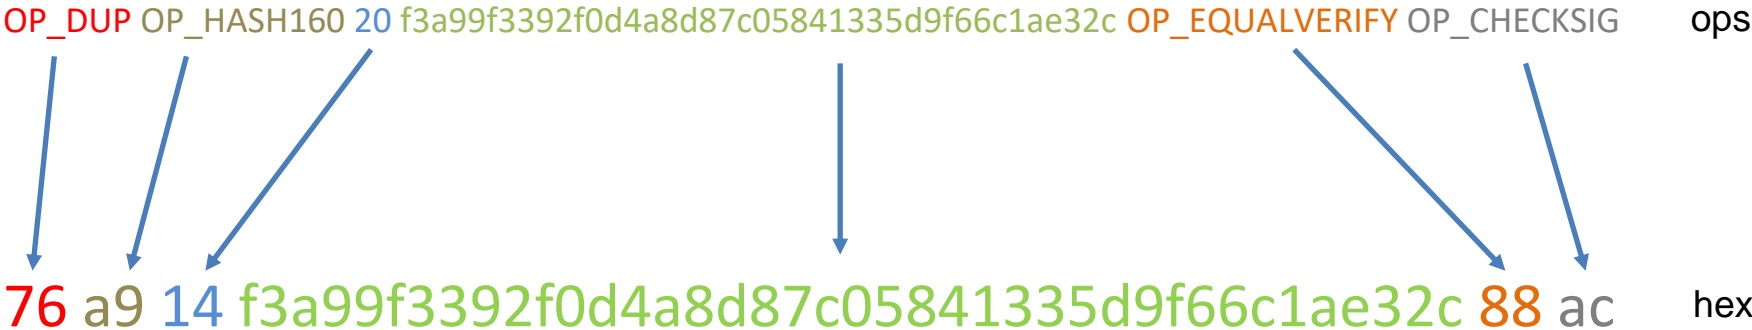 OP_DUP OP_HASH160 20 f3a99f3392f0d4a8d87c05841335d9f66c1ae32c OP_EQUALVERIFY OP_CHECKSIG ops
76 a9 14 f3a99f3392f0d4a8d87c05841335d9f66c1ae32c 88 ac hex